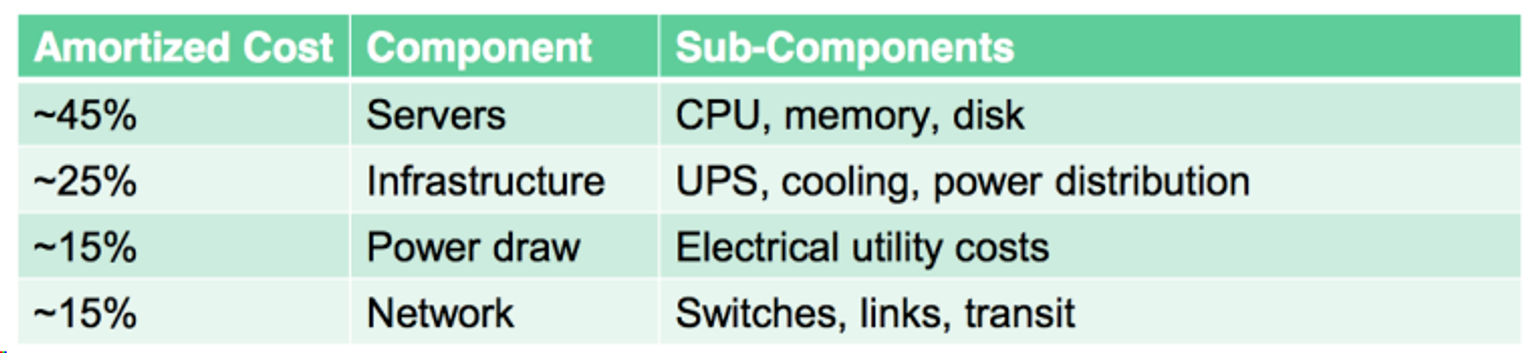 Amortized Cost Component Sub-Components
~45% Servers CPU, memory, disk
~25% Infrastructure UPS, cooling, power distribution
~15% Power draw Electrical utility costs
~15% Network Switches, links, transit